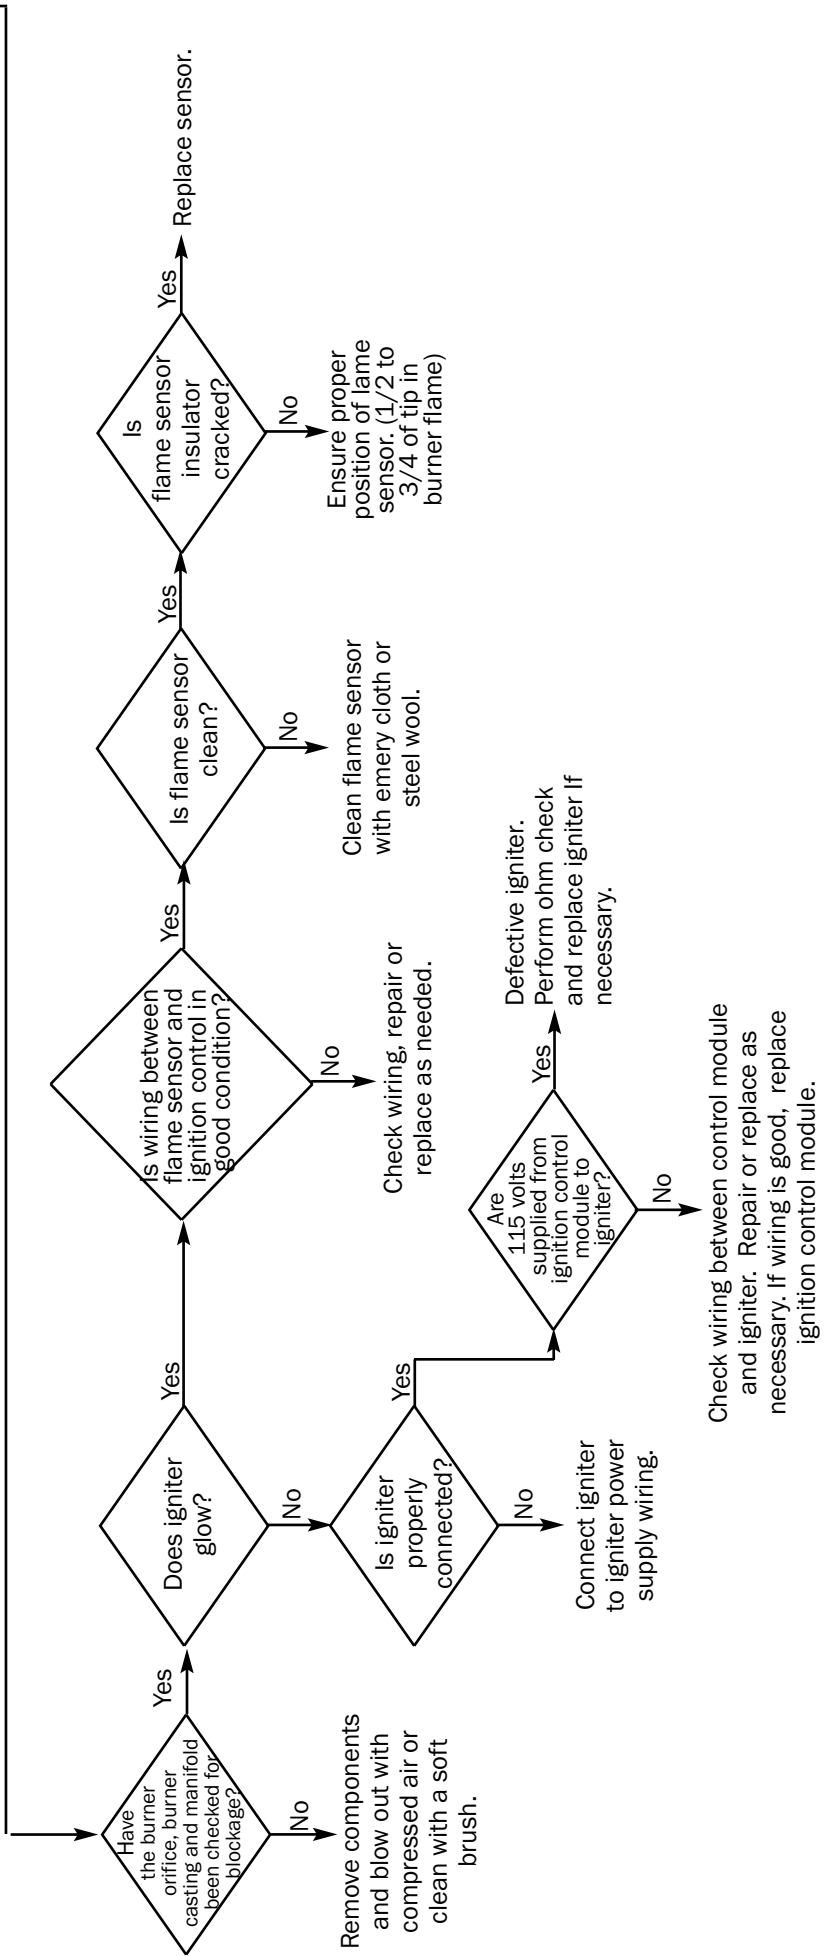 Have
the burner
orifice, burner
casting and manifold
been checked for
blockage?
Yes
No
Remove components
and blow out with
compressed air or
clean with a soft
brush.
Does igniter
glow?
Yes
No
Is igniter
properly
connected?
Yes
No
Connect igniter
to igniter power
supply wiring.
Are
115 volts
supplied from
ignition control
module to
igniter?
Yes
Defective igniter.
Perform ohm check
and replace igniter If
necessary.
No
Check wiring between control module
and igniter. Repair or replace as
necessary. If wiring is good, replace
ignition control module.
Is wiring between
flame sensor and
ignition control in
good condition?
Yes
No
Check wiring, repair or
replace as needed.
Is flame sensor
clean?
Yes
No
Clean flame sensor
with emery cloth or
steel wool.
Is
flame sensor
insulator
cracked?
Yes
Replace sensor.
No
Ensure proper
position of lame
sensor. (1/2 to
3/4 of tip in
burner flame)